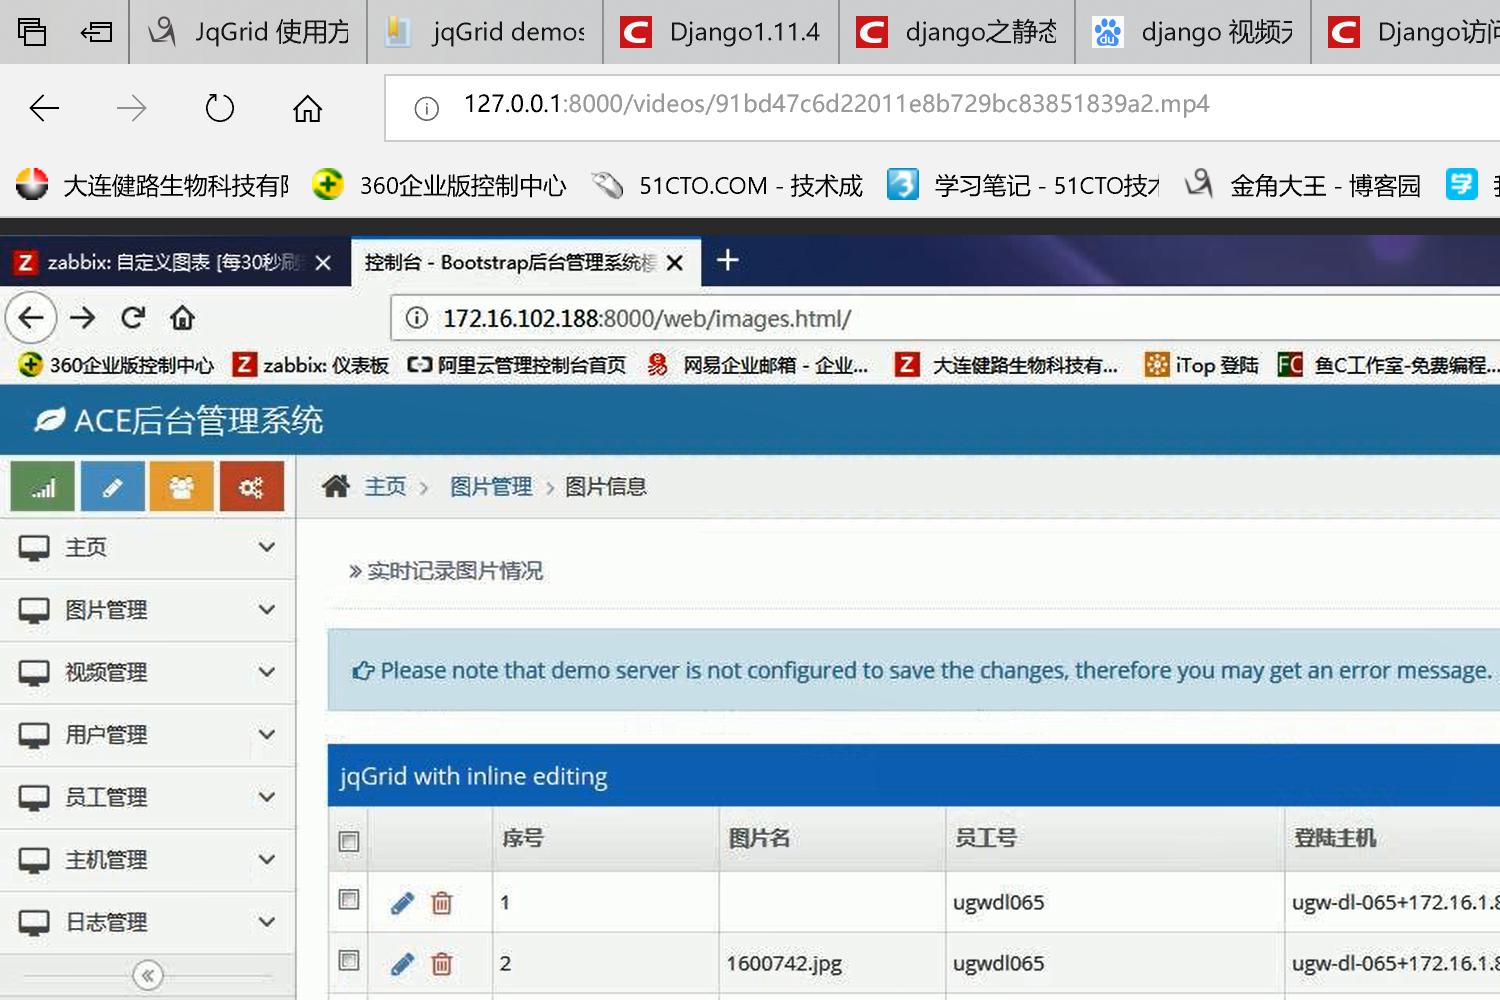 JqGrid 使用方
jqGrid demos
Django1.11.4
django之静态
django 视频
Django访问
127.0.0.1:8000/videos/91bd47c6d22011e8b729bc83851839a2.mp4
大连健路生物科技有 360企业版控制中心 51CTO.COM - 技术成 学习笔记 - 51CTO技 金角大王 - 博客园
zabbix: 自定义图表 [每30秒刷
控制台 - Bootstrap后台管理系统模
172.16.102.188:8000/web/images.html/
360企业版控制中心 zabbix: 仪表板 阿里云管理控制台首页 网易企业邮箱 - 企业... 大连健路生物科技有... iTop 登陆 鱼C工作室-免费编程...
ACE后台管理系统
主页 > 图片管理 > 图片信息
主页
图片管理
视频管理
用户管理
员工管理
主机管理
日志管理
» 实时记录图片情况
Please note that demo server is not configured to save the changes, therefore you may get an error message.
jqGrid with inline editing
序号 图片名 员工号 登陆主机
1 ugwdl065 ugw-dl-065+172.16.1.8
2 1600742.jpg ugwdl065 ugw-dl-065+172.16.1.8